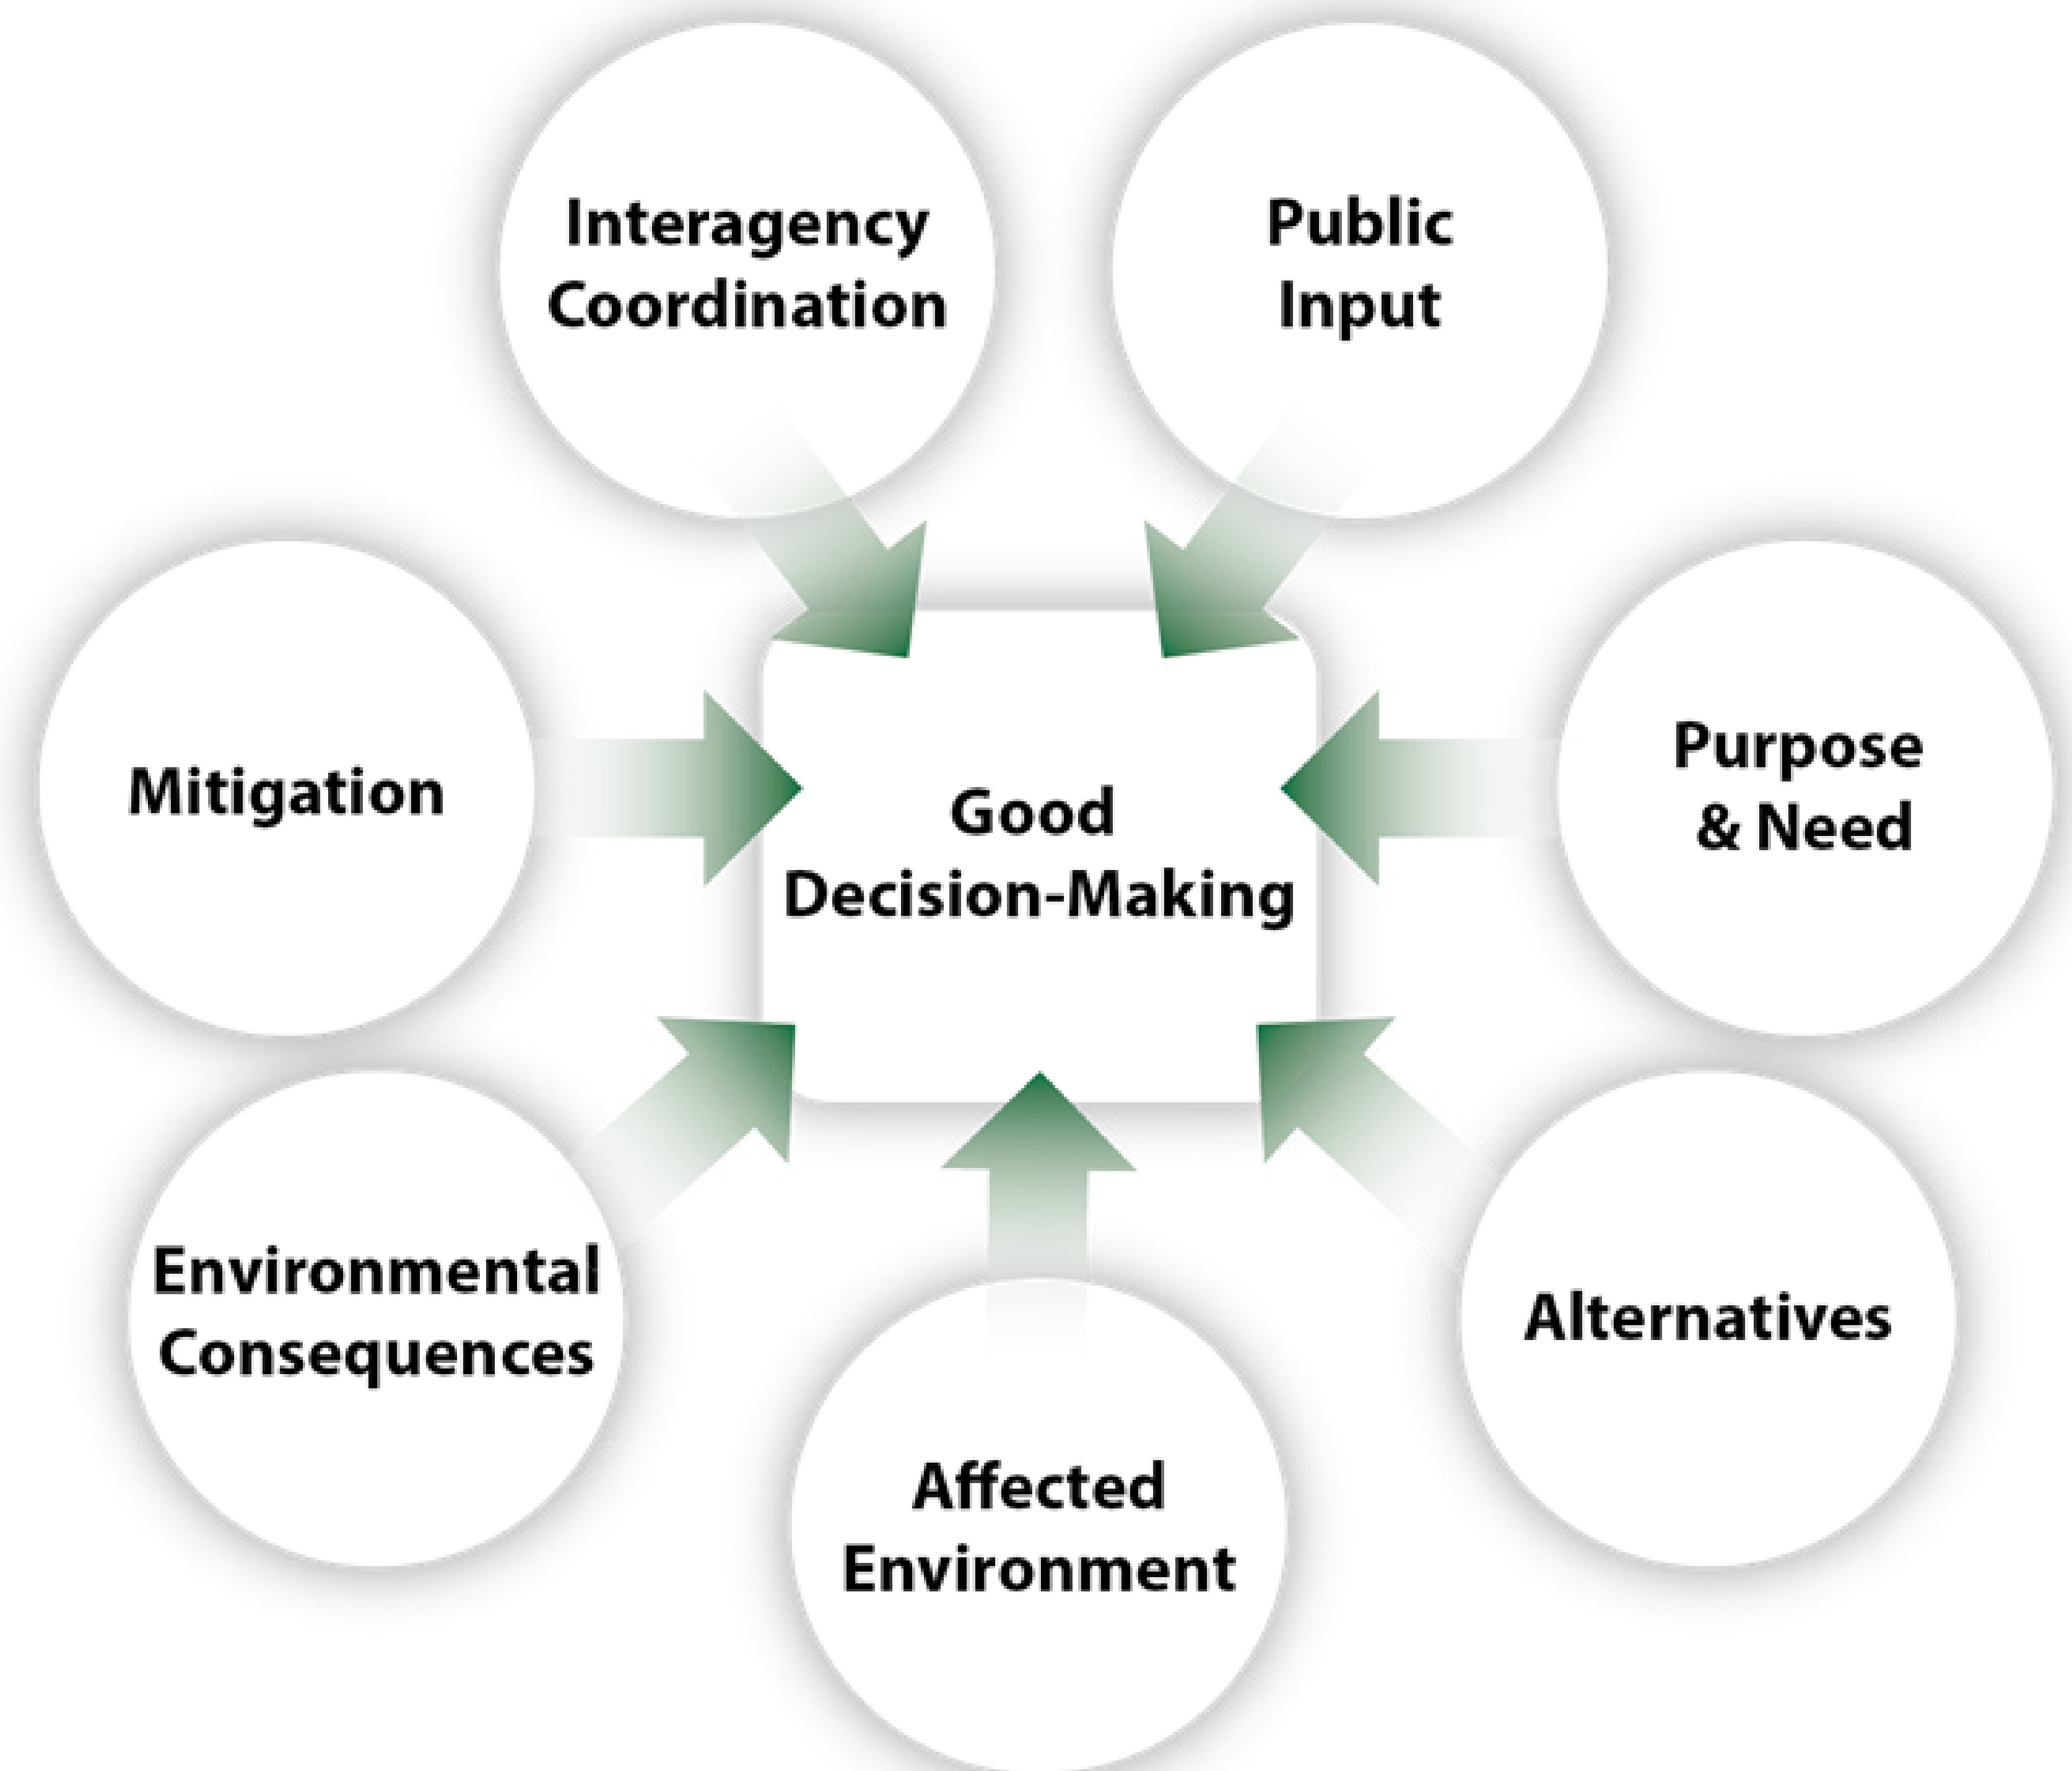 Interagency
Coordination
Public
Input
Mitigation
Good
Decision-Making
Purpose
& Need
Environmental
Consequences
Affected
Environment
Alternatives